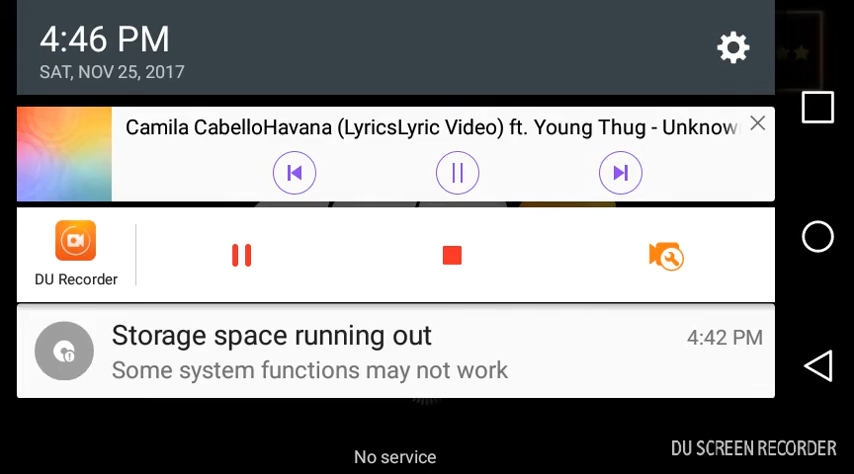 4:46 PM
SAT, NOV 25, 2017
Camila CabelloHavana (LyricsLyric Video) ft. Young Thug - Unknow
DU Recorder
Storage space running out
4:42 PM
Some system functions may not work
No service
DU SCREEN RECORDER